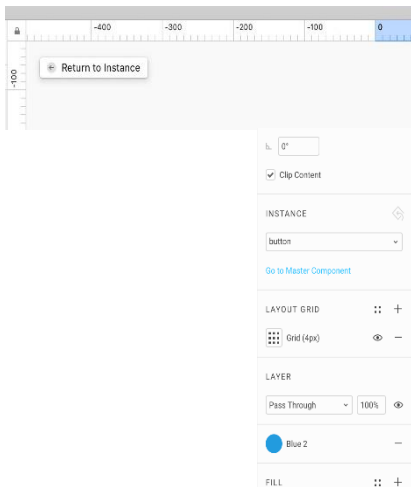 -400 -300 -200 -100 0
-100
Return to Instance
0°
Clip Content
INSTANCE
button
Go to Master Component
LAYOUT GRID
Grid (4px)
LAYER
Pass Through 100%
Blue 2
FILL